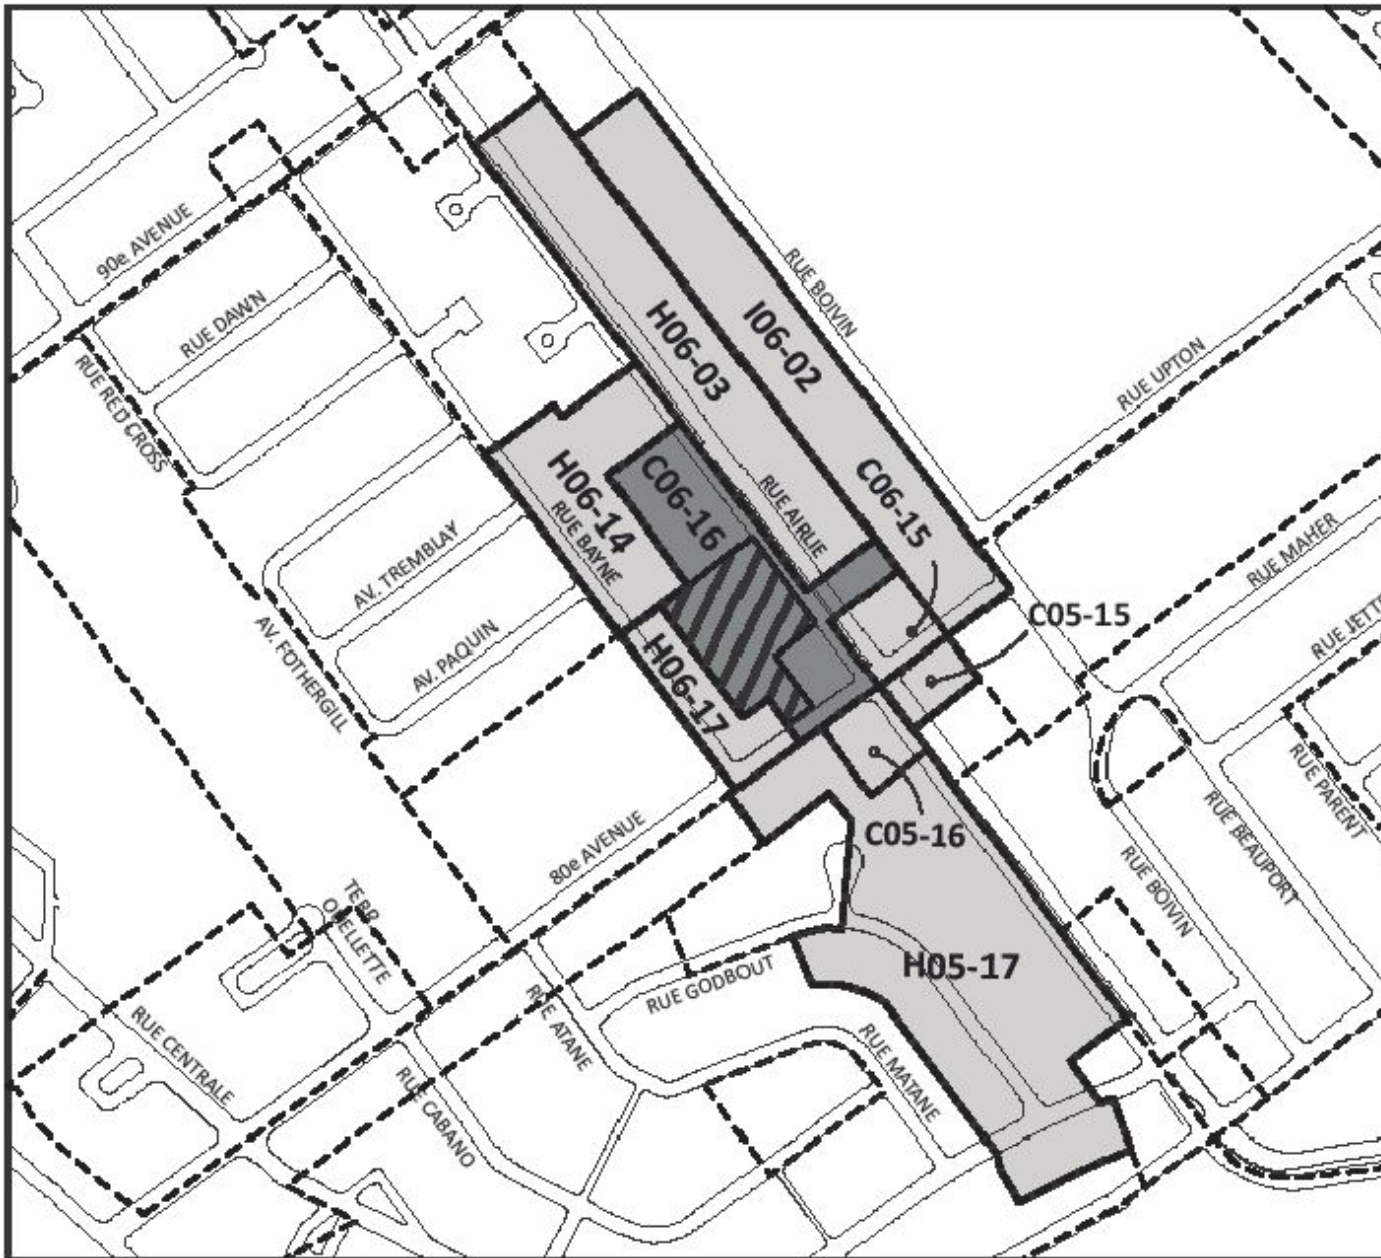 90e AVENUE
RUE DAWN
RUE RED CROSS
RUE BOIVIN
H06-03
I06-02
RUE UPTON
H06-14
RUE BAYNE
C06-16
RUE AIRLIE
C06-15
AV. TREMBLAY
RUE MAHER
C05-15
RUE JETTE
AV. PAQUIN
AV. FOTHERGILL
H06-17
RUE PARENT
RUE BEAUPORT
C05-16
80e AVENUE
RUE BOIVIN
TERR.
OUELLETTE
H05-17
RUE GODBOUT
RUE ATANE
RUE MATANE
RUE CENTRALE
RUE CABANO